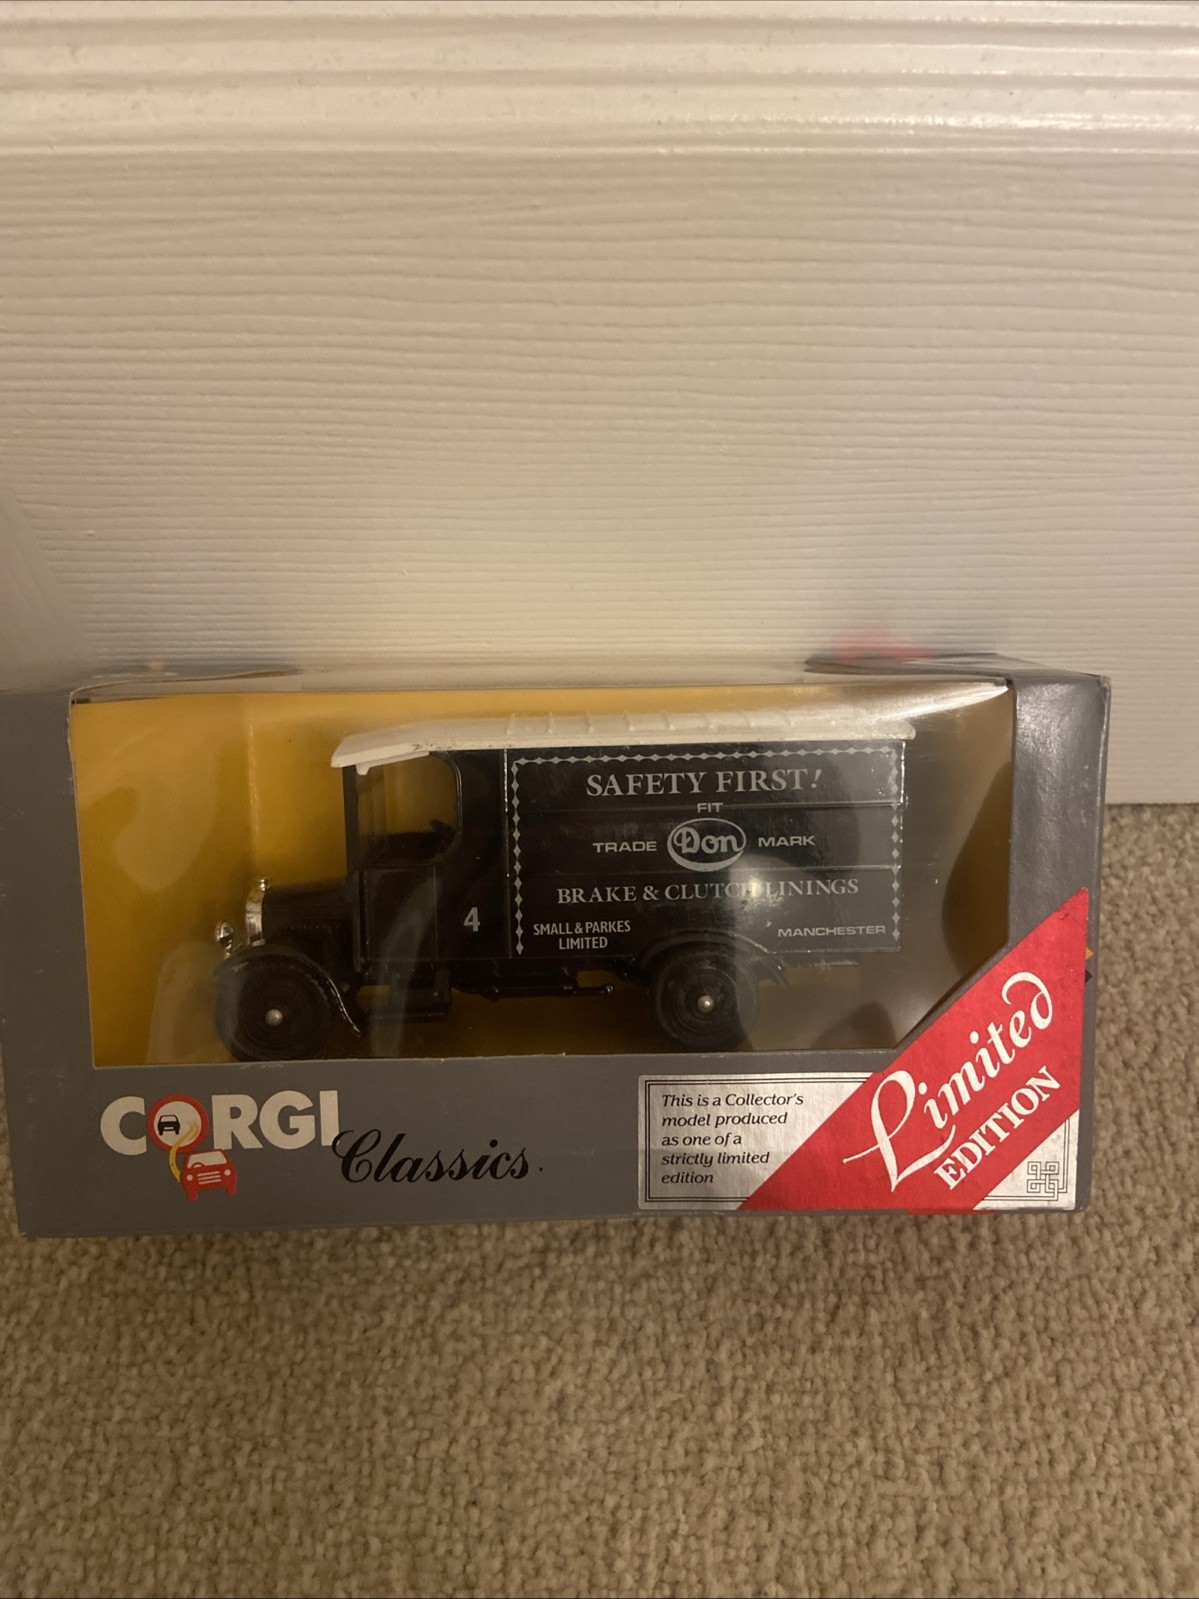 SAFETY FIRST!
FIT
TRADE Don MARK
BRAKE & CLUTCH LININGS
4
SMALL & PARKES
LIMITED
MANCHESTER
CORGI
Classics
This is a Collector's
model produced
as one of a
strictly limited
edition
Limited
EDITION